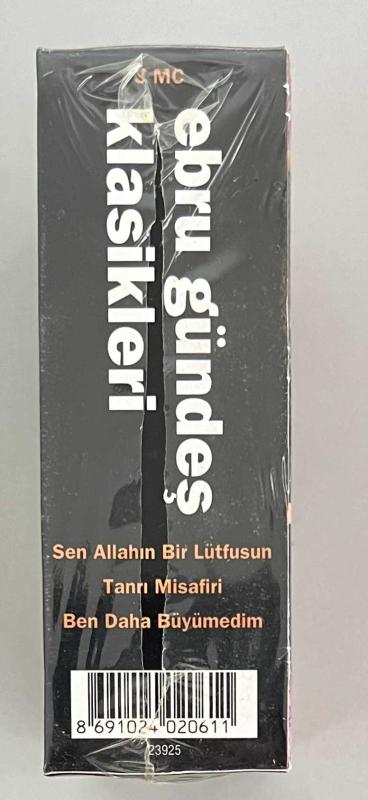 3 MC
ebru gündeş
klasikleri
Sen Allahın Bir Lütfusun
Tanrı Misafiri
Ben Daha Büyümedim
8 691024 020611
23925